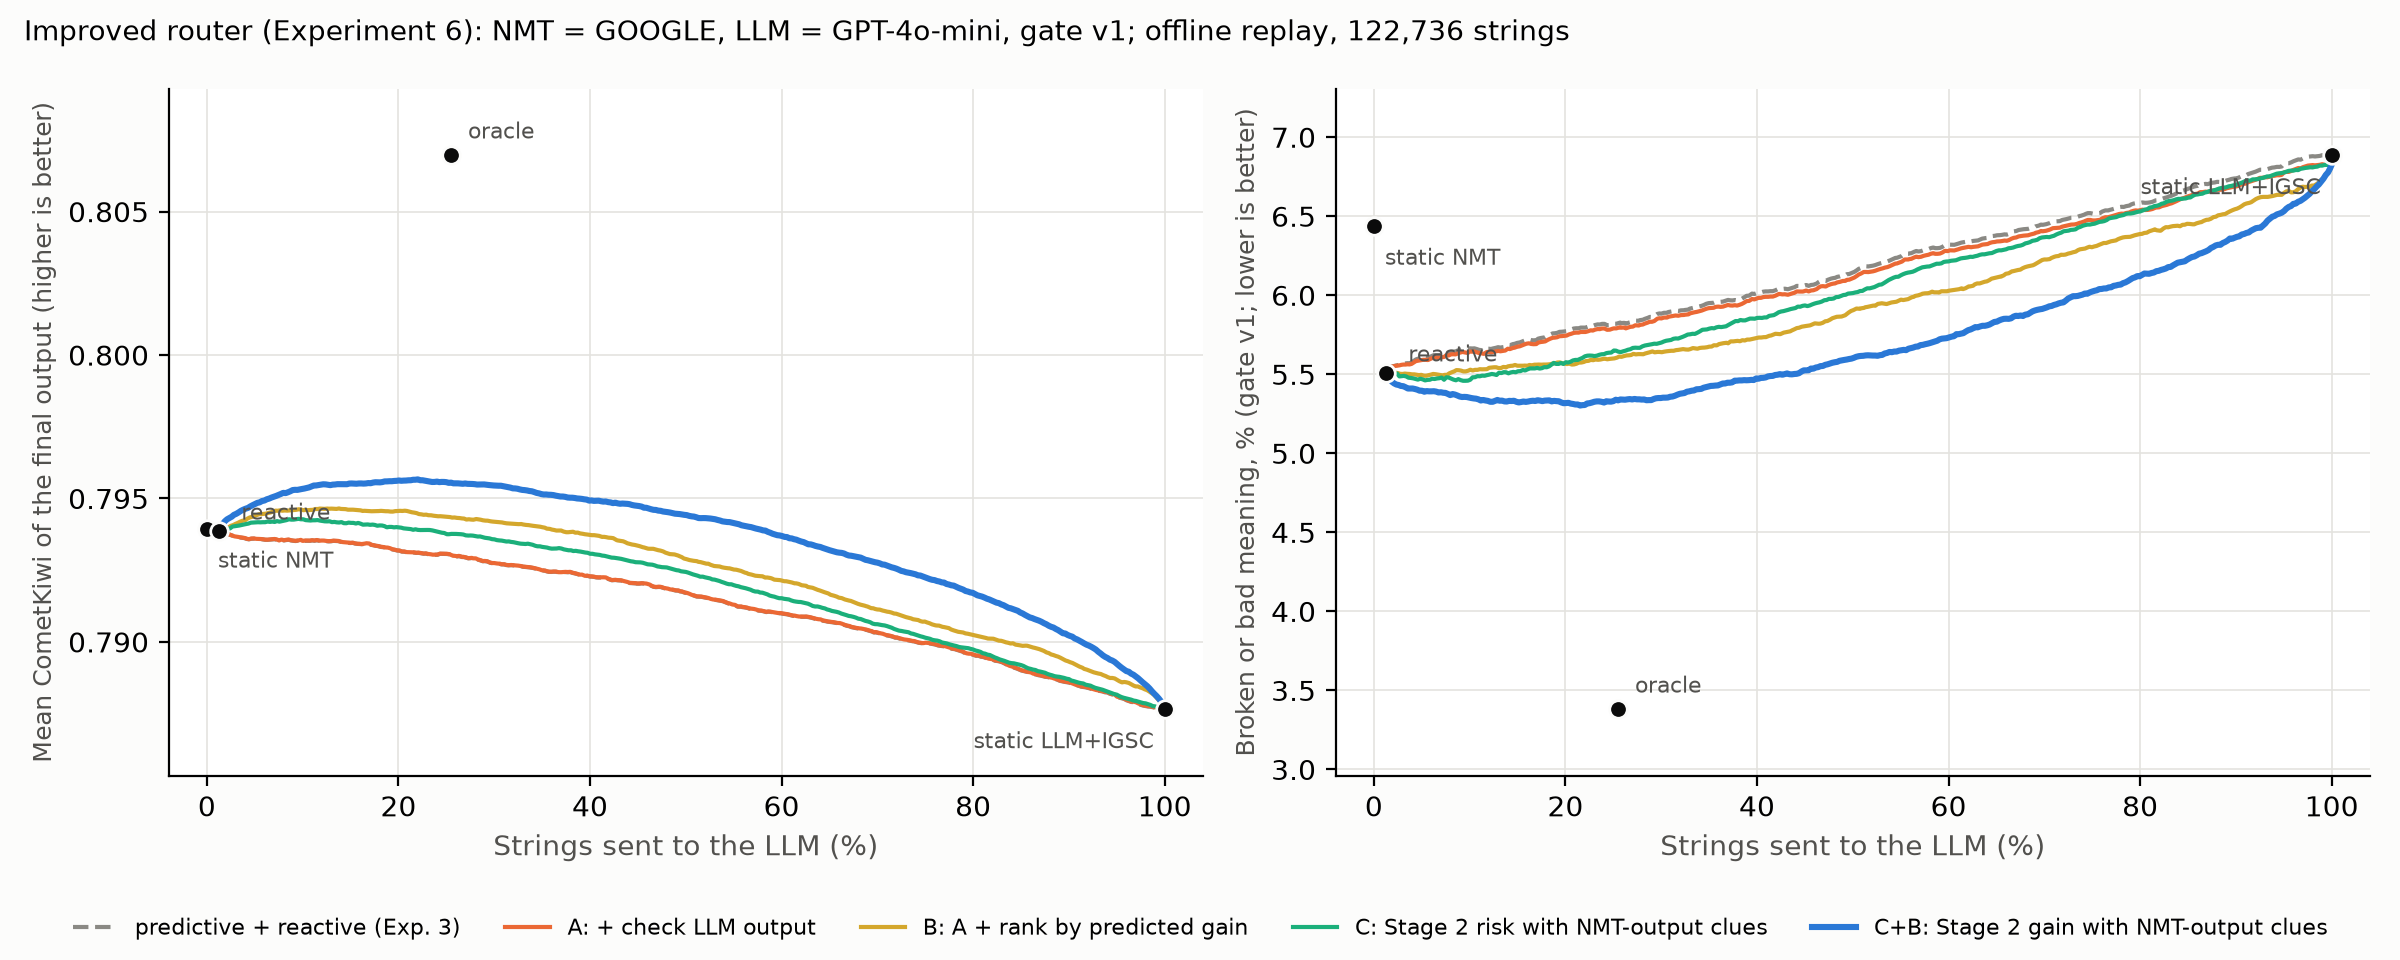 Improved router (Experiment 6): NMT = GOOGLE, LLM = GPT-4o-mini, gate v1; offline replay, 122,736 strings
Mean CometKiwi of the final output (higher is better)
0.805
0.800
0.795
0.790
oracle
reactive
static NMT
static LLM+IGSC
0 20 40 60 80 100
Strings sent to the LLM (%)
Broken or bad meaning, % (gate v1; lower is better)
7.0
6.5
6.0
5.5
5.0
4.5
4.0
3.5
3.0
static LLM+IGSC
static NMT
reactive
oracle
0 20 40 60 80 100
Strings sent to the LLM (%)
predictive + reactive (Exp. 3) A: + check LLM output B: A + rank by predicted gain C: Stage 2 risk with NMT-output clues C+B: Stage 2 gain with NMT-output clues